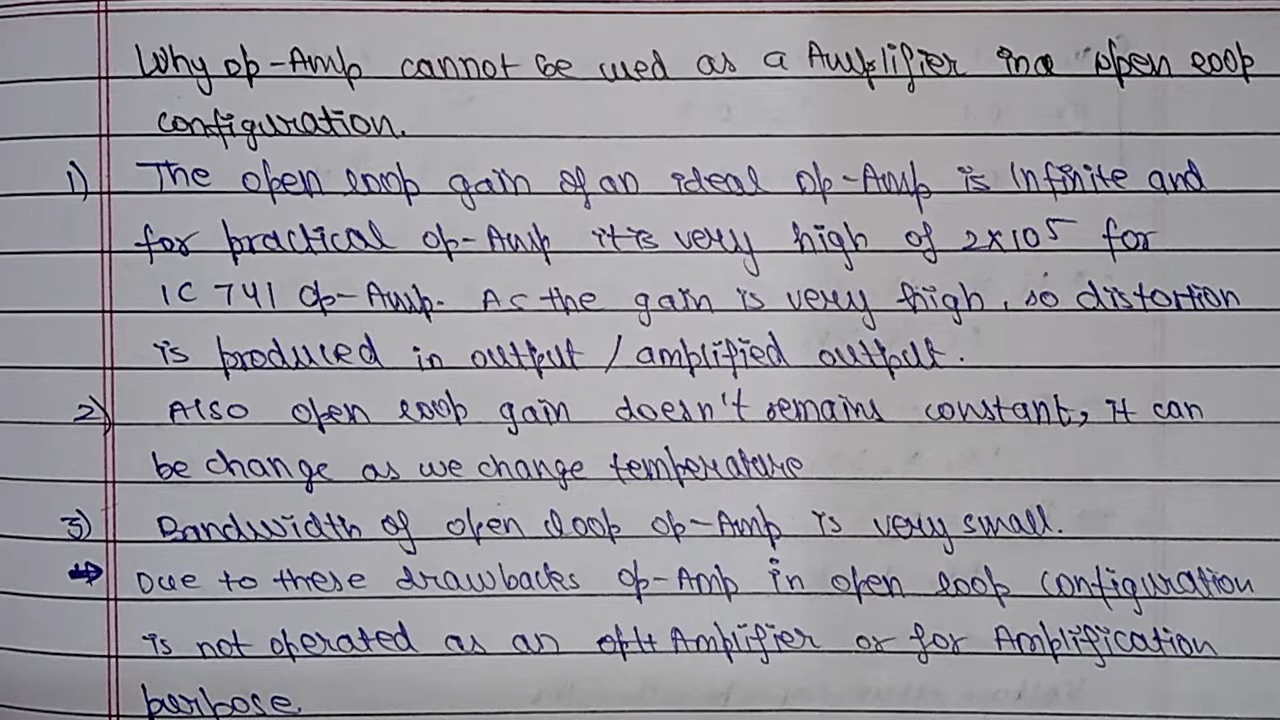 Why op-Amp cannot be used as a Amplifier in a open loop
configuration.
1) The open loop gain of an ideal op-Amp is Infinite and
for practical op-Amp it is very high of 2x10⁵ for
IC 741 op-Amp. As the gain is very high, so distortion
is produced in output / amplified output.
2) Also open loop gain doesn't remains constant, it can
be change as we change temperature
3) Bandwidth of open loop op-Amp is very small.
⇒ Due to these drawbacks op-Amp in open loop configuration
is not operated as an Amplifier or for Amplification
purpose.